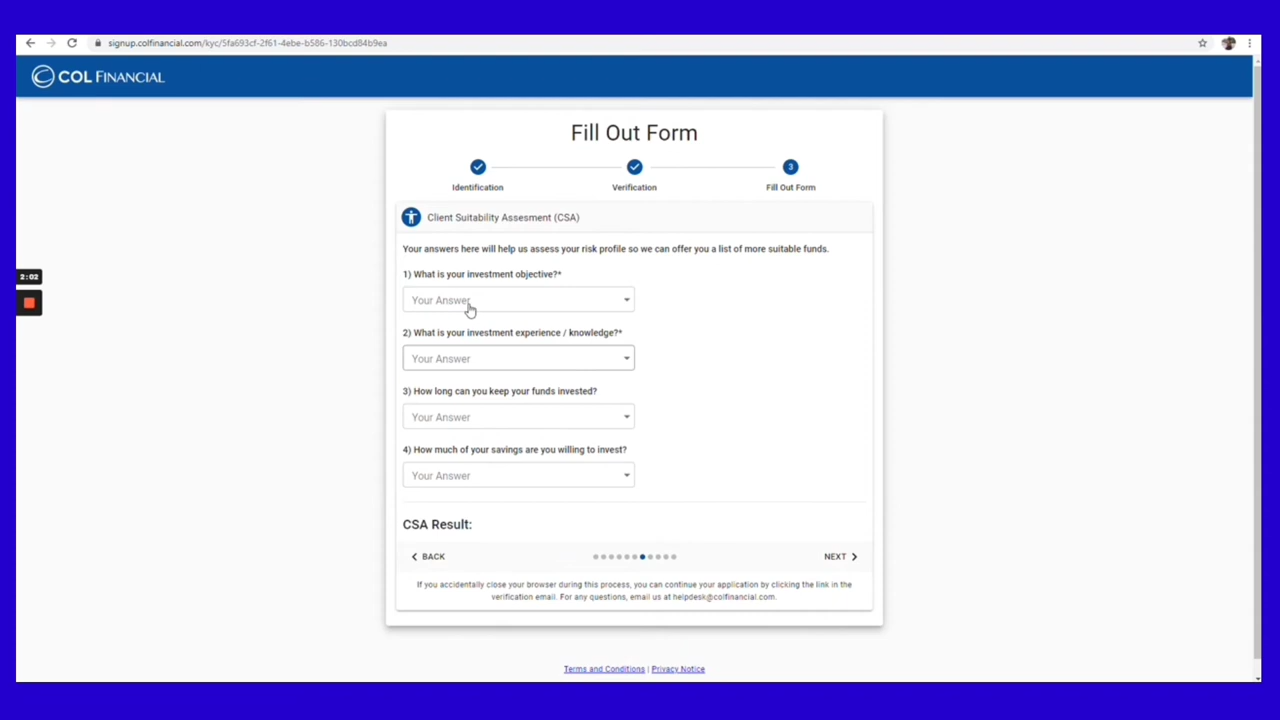 signup.colfinancial.com/kyc/5fa693cf-2f61-4ebe-b586-130bcd84b9ea
COL FINANCIAL
Fill Out Form
3
Identification
Verification
Fill Out Form
Client Suitability Assesment (CSA)
Your answers here will help us assess your risk profile so we can offer you a list of more suitable funds.
1) What is your investment objective?*
2:02
Your Answer
2) What is your investment experience / knowledge?*
Your Answer
3) How long can you keep your funds invested?
Your Answer
4) How much of your savings are you willing to invest?
Your Answer
CSA Result:
BACK
NEXT
If you accidentally close your browser during this process, you can continue your application by clicking the link in the
verification email. For any questions, email us at helpdesk@colfinancial.com.
Terms and Conditions | Privacy Notice